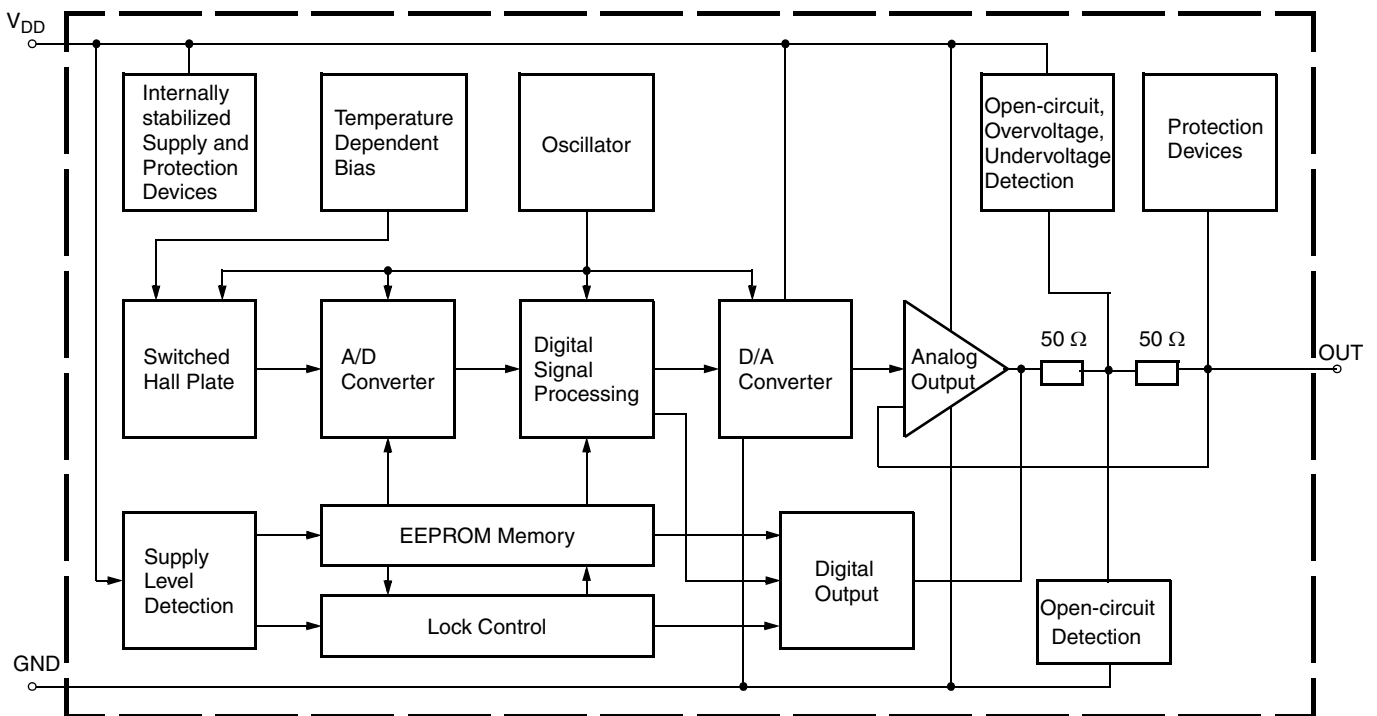 VDD
Internally
stabilized
Supply and
Protection
Devices
Temperature
Dependent
Bias
Oscillator
Open-circuit,
Overvoltage,
Undervoltage
Detection
Protection
Devices
Switched
Hall Plate
A/D
Converter
Digital
Signal
Processing
D/A
Converter
Analog
Output
50 Ω
50 Ω
OUT
Supply
Level
Detection
EEPROM Memory
Lock Control
Digital
Output
Open-circuit
Detection
GND